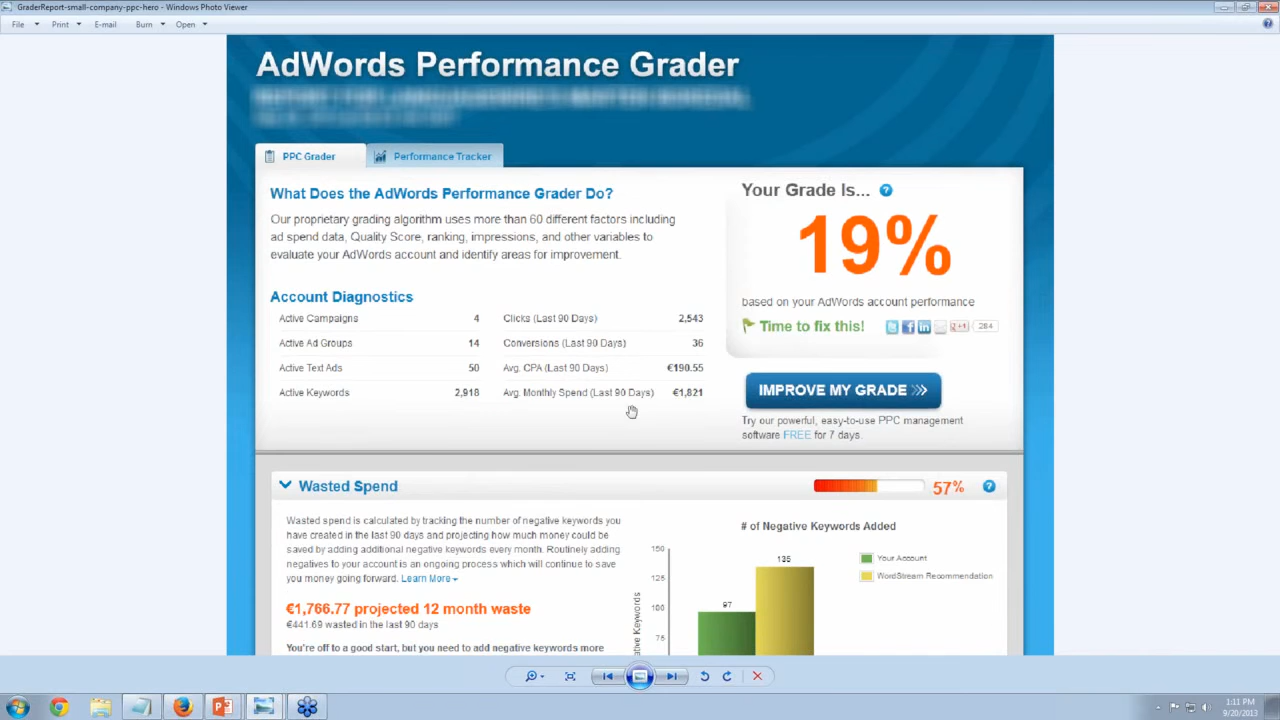 GraderReport-small-company-ppc-hero - Windows Photo Viewer
File Print E-mail Burn Open
AdWords Performance Grader
PPC Grader Performance Tracker
What Does the AdWords Performance Grader Do?
Our proprietary grading algorithm uses more than 60 different factors including
ad spend data, Quality Score, ranking, impressions, and other variables to
evaluate your AdWords account and identify areas for improvement.
Account Diagnostics
Active Campaigns 4 Clicks (Last 90 Days) 2,543
Active Ad Groups 14 Conversions (Last 90 Days) 36
Active Text Ads 50 Avg. CPA (Last 90 Days) €190.55
Active Keywords 2,918 Avg. Monthly Spend (Last 90 Days) €1,821
Your Grade Is... ?
19%
based on your AdWords account performance
Time to fix this! +1 284
IMPROVE MY GRADE
Try our powerful, easy-to-use PPC management
software FREE for 7 days.
Wasted Spend 57% ?
Wasted spend is calculated by tracking the number of negative keywords you
have created in the last 90 days and projecting how much money could be
saved by adding additional negative keywords every month. Routinely adding
negatives to your account is an ongoing process which will continue to save
you money going forward. Learn More
€1,766.77 projected 12 month waste
€441.69 wasted in the last 90 days
You're off to a good start, but you need to add negative keywords more
# of Negative Keywords Added
150
125
100
75
97
135
Your Account
WordStream Recommendation
1:11 PM
9/20/2013